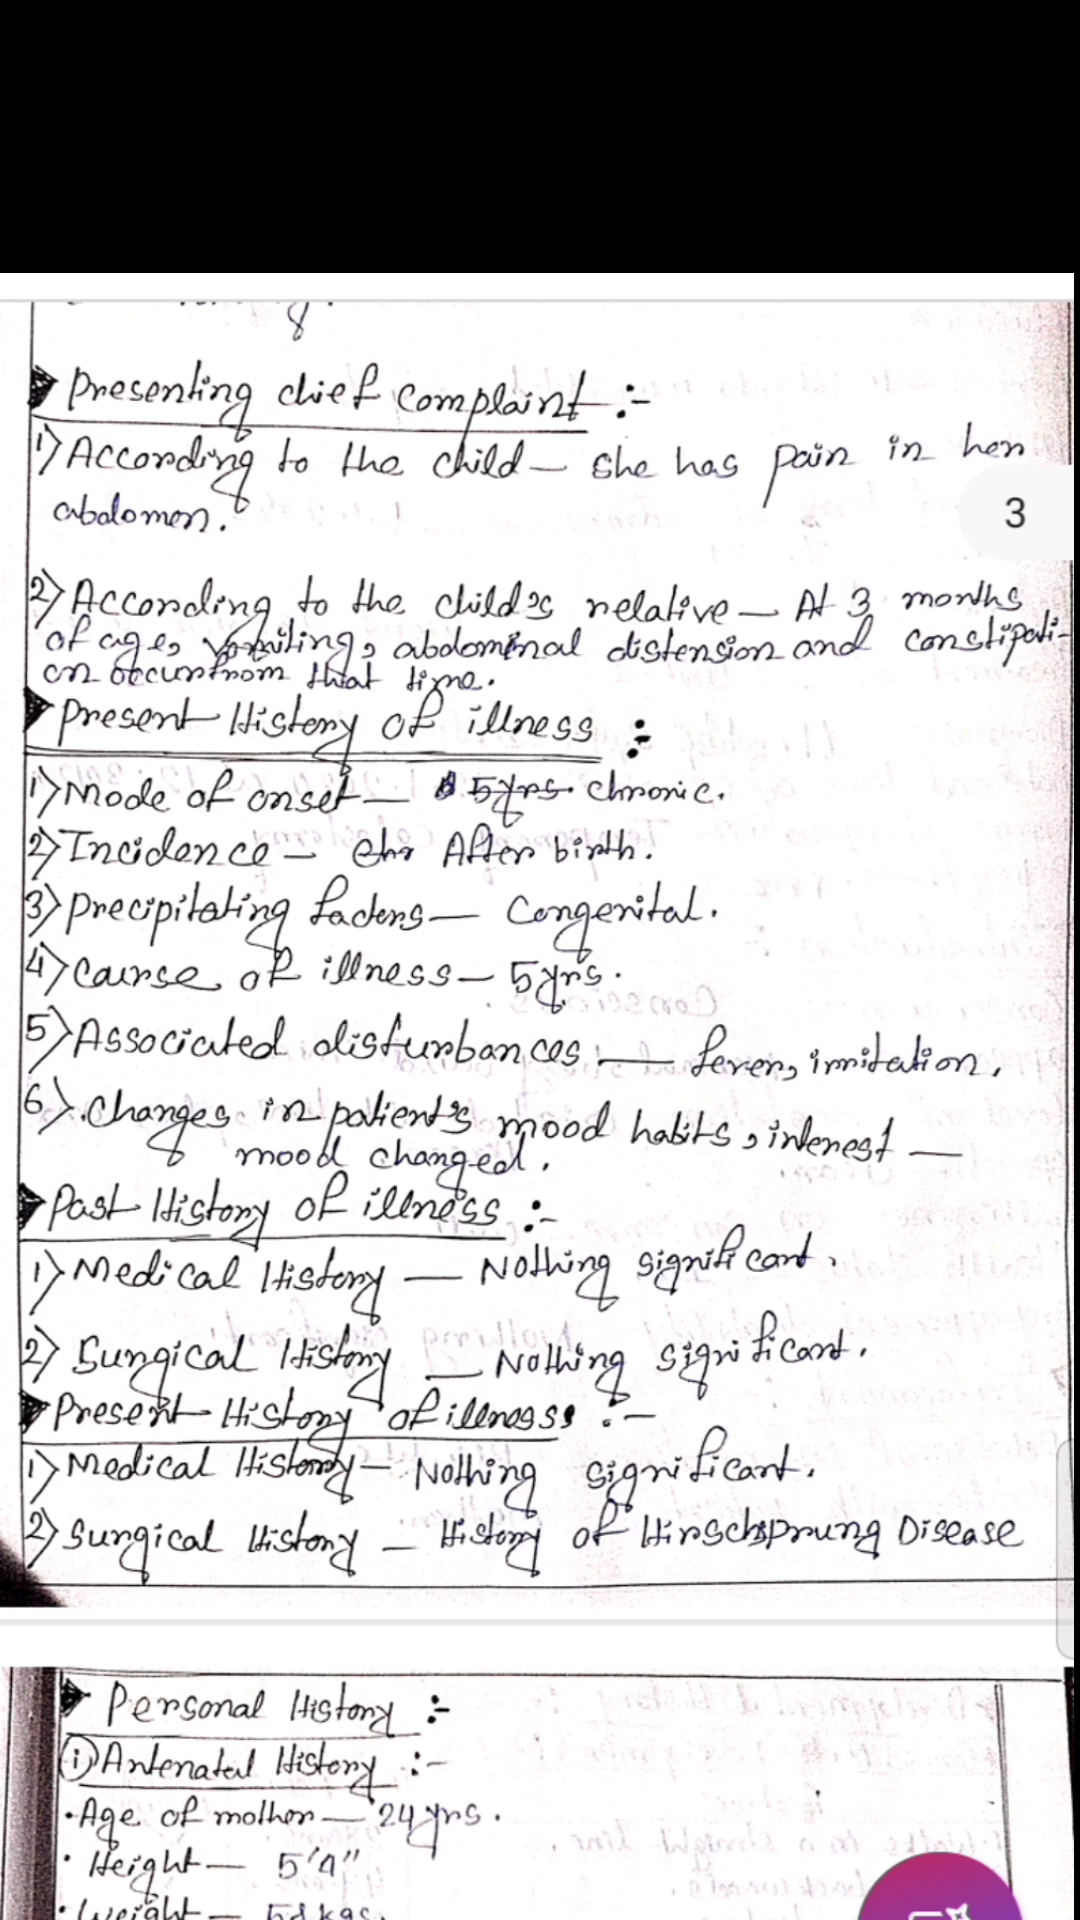 Presenting chief complaint :-
1) According to the child — she has pain in her
abdomen.
3
2) According to the child's relative — At 3 months
of age, vomiting, abdominal distension and constipati-
on occur from that time.
Present History of illness :-
1) Mode of onset — 5yrs. chronic.
2) Incidence — After birth.
3) Precipitating factors — Congenital.
4) Course of illness — 5yrs.
5) Associated disturbances — fever, irritation,
6) Changes in patient's mood habits, interest —
mood changed.
Past History of illness :-
1) Medical History — Nothing significant.
2) Surgical History — Nothing significant.
Present History of illness :-
1) Medical History — Nothing significant.
2) Surgical History — History of Hirschsprung Disease
Personal History :-
(i) Antenatal History :-
• Age of mother — 24 yrs.
• Height — 5'4"
• Weight — kgs.